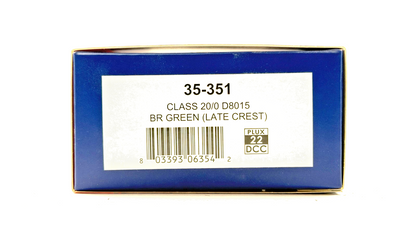 35-351
CLASS 20/0 D8015
BR GREEN (LATE CREST)
PLUX
22
DCC
8 03393 06354 2